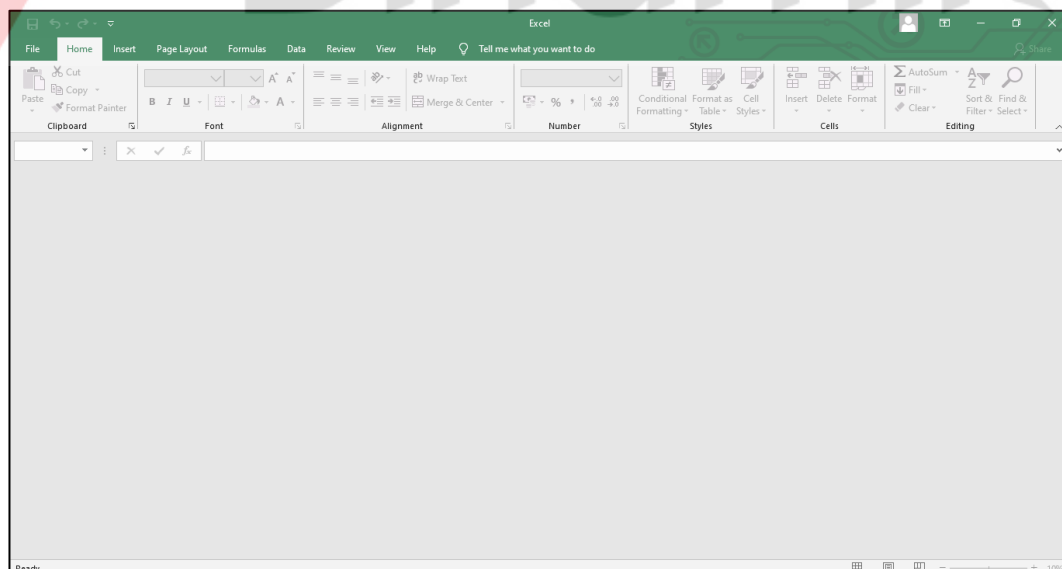 Excel
File Home Insert Page Layout Formulas Data Review View Help Tell me what you want to do Share
Paste
Cut
Copy
Format Painter
Clipboard
B I U
Font
Wrap Text
Merge & Center
Alignment
% ,
Number
Conditional Formatting
Format as Table
Cell Styles
Styles
Insert Delete Format
Cells
AutoSum
Fill
Clear
Sort & Filter
Find & Select
Editing
fx
Ready